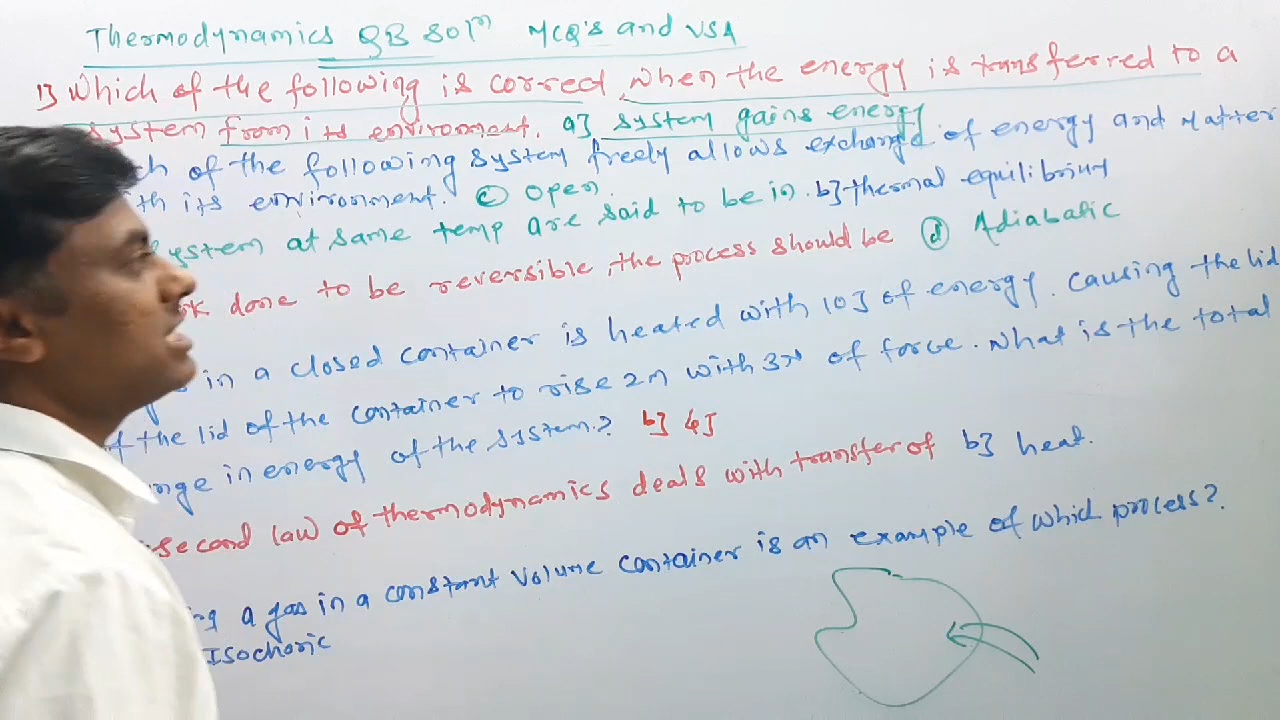 Thermodynamics QB Solⁿ MCQ's and VSA
1] Which of the following is correct, when the energy is transferred to a
system from its environment. a] system gains energy
ch of the following system freely allows exchange of energy and Matter
th its environment. (c) open.
system at same temp are said to be in. b] thermal equilibrium
rk done to be reversible, the process should be (d) Adiabatic
in a closed container is heated with 10J of energy. causing the lid
f the lid of the container to rise 2m with 3N of force. What is the total
nge in energy of the system.? b] 4J
second law of thermodynamics deals with transfer of b] heat.
ng a gas in a constant volume container is an example of which process?
Isochoric